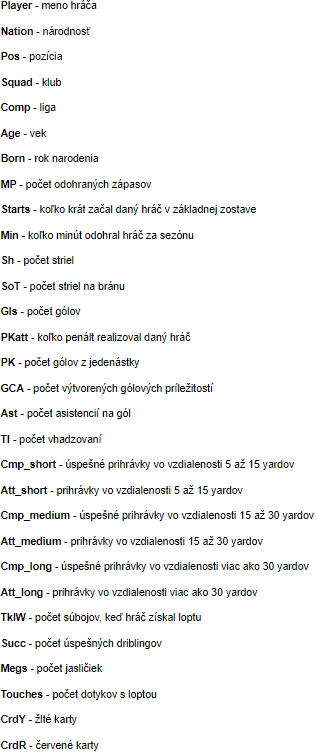 Player - meno hráča
Nation - národnosť
Pos - pozícia
Squad - klub
Comp - liga
Age - vek
Born - rok narodenia
MP - počet odohraných zápasov
Starts - koľko krát začal daný hráč v základnej zostave
Min - koľko minút odohral hráč za sezónu
Sh - počet striel
SoT - počet striel na bránu
Gls - počet gólov
PKatt - koľko penált realizoval daný hráč
PK - počet gólov z jedenástky
GCA - počet výtvorených gólových príležitostí
Ast - počet asistencií na gól
TI - počet vhadzovaní
Cmp_short - úspešné prihrávky vo vzdialenosti 5 až 15 yardov
Att_short - prihrávky vo vzdialenosti 5 až 15 yardov
Cmp_medium - úspešné prihrávky vo vzdialenosti 15 až 30 yardov
Att_medium - prihrávky vo vzdialenosti 15 až 30 yardov
Cmp_long - úspešné prihrávky vo vzdialenosti viac ako 30 yardov
Att_long - prihrávky vo vzdialenosti viac ako 30 yardov
TklW - počet súbojov, keď hráč získal loptu
Succ - počet úspešných driblingov
Megs - počet jasličiek
Touches - počet dotykov s loptou
CrdY - žlté karty
CrdR - červené karty